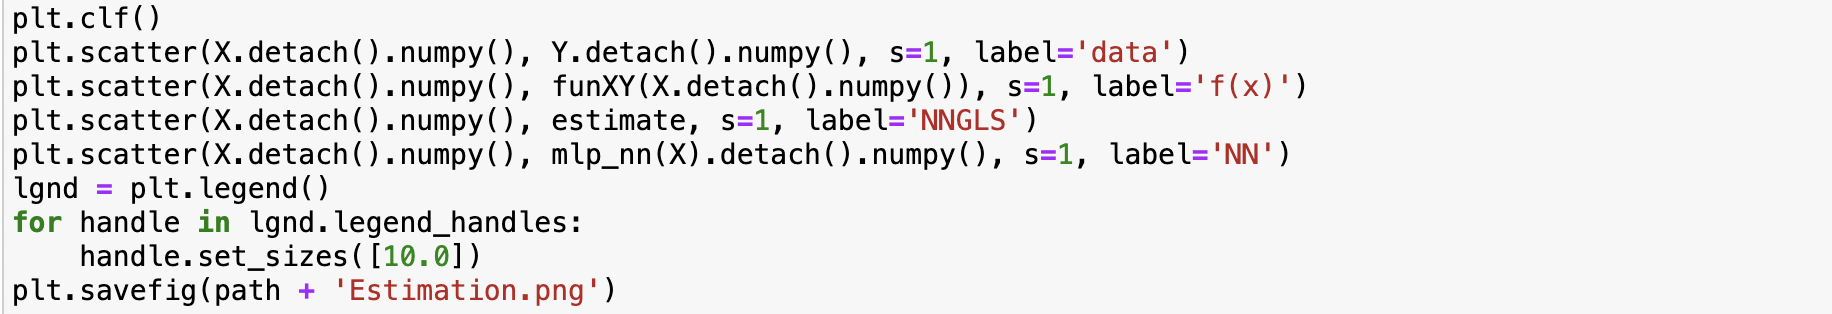 plt.clf()
plt.scatter(X.detach().numpy(), Y.detach().numpy(), s=1, label='data')
plt.scatter(X.detach().numpy(), funXY(X.detach().numpy()), s=1, label='f(x)')
plt.scatter(X.detach().numpy(), estimate, s=1, label='NNGLS')
plt.scatter(X.detach().numpy(), mlp_nn(X).detach().numpy(), s=1, label='NN')
lgnd = plt.legend()
for handle in lgnd.legend_handles:
    handle.set_sizes([10.0])
plt.savefig(path + 'Estimation.png')